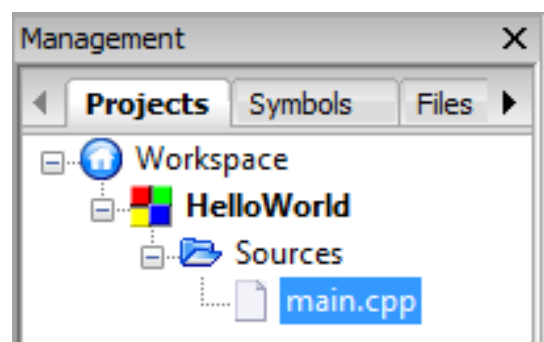 Management
Projects Symbols Files
Workspace
HelloWorld
Sources
main.cpp